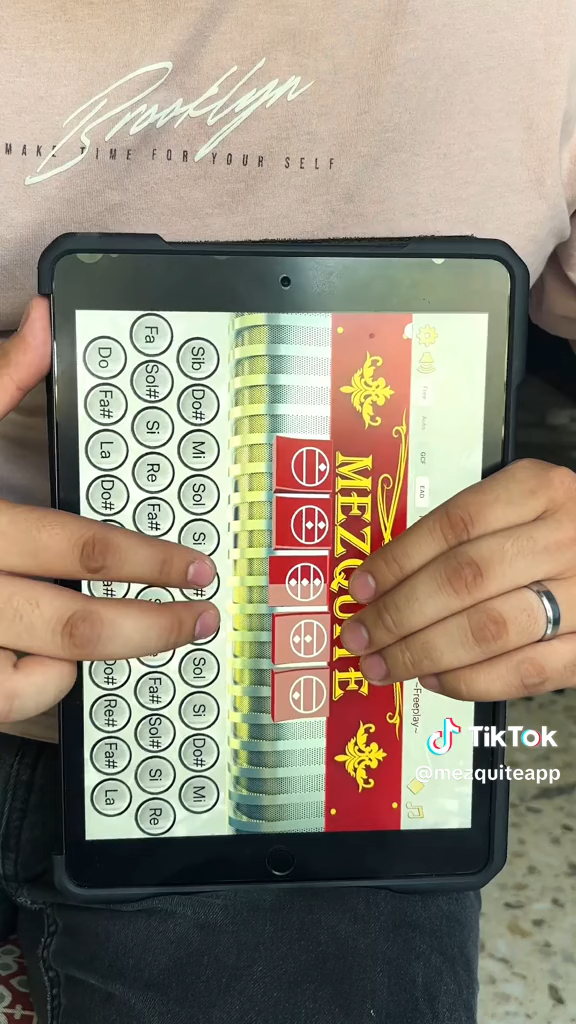 Brooklyn
MAKE TIME FOR YOUR SELF
Free Auto GCF EAD ~Freeplay~
MEZQUITE
Sib Do# Mi Sol Si Sol Si Do# Mi
Fa Sol# Si Re Fa# Fa# Sol# Si Re
Do Fa# La Do# Do# Re# Fa# La
TikTok
@mezquiteapp